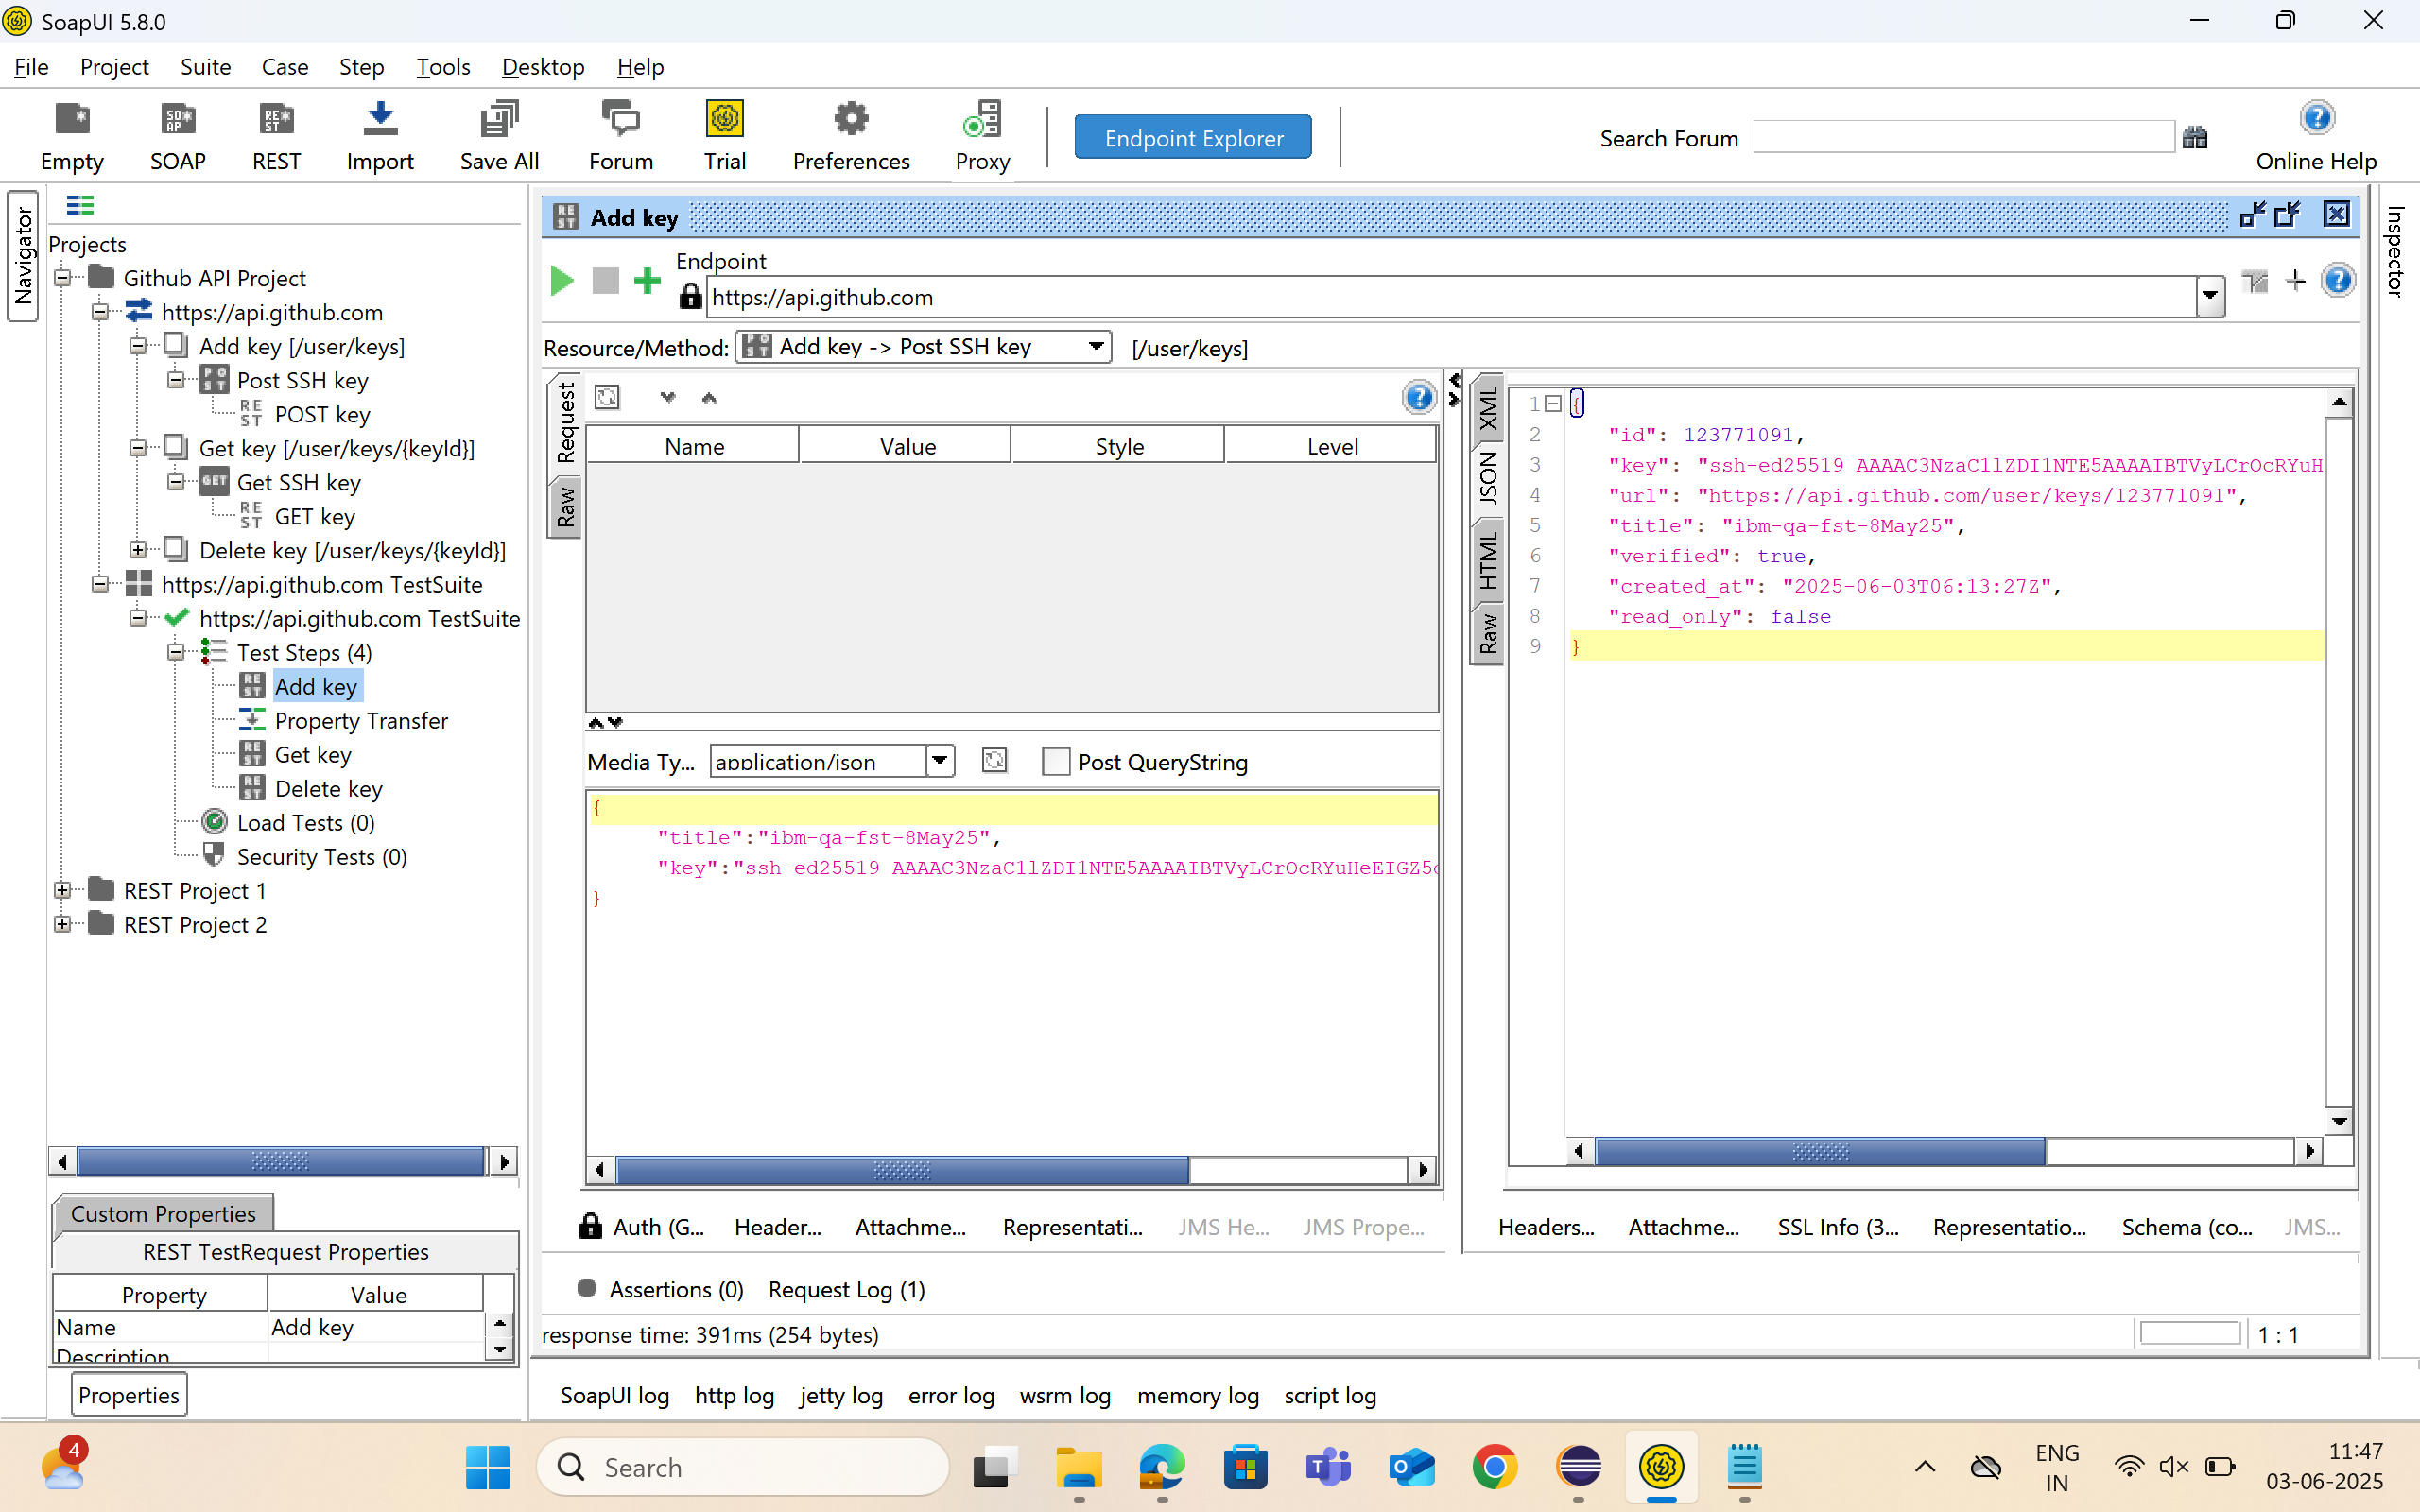 SoapUI 5.8.0
File Project Suite Case Step Tools Desktop Help
Empty SOAP REST Import Save All Forum Trial Preferences Proxy Endpoint Explorer Search Forum Online Help
Navigator
Projects
Github API Project
https://api.github.com
Add key [/user/keys]
Post SSH key
POST key
Get key [/user/keys/{keyId}]
Get SSH key
GET key
Delete key [/user/keys/{keyId}]
https://api.github.com TestSuite
https://api.github.com TestSuite
Test Steps (4)
Add key
Property Transfer
Get key
Delete key
Load Tests (0)
Security Tests (0)
REST Project 1
REST Project 2
Custom Properties
REST TestRequest Properties
Property Value
Name Add key
Description
Properties
Add key
Endpoint
https://api.github.com
Resource/Method: Add key -> Post SSH key [/user/keys]
Request
Raw
Name Value Style Level
Media Ty... application/json Post QueryString
{
"title":"ibm-qa-fst-8May25",
"key":"ssh-ed25519 AAAAC3NzaC1lZDI1NTE5AAAAIBTVyLCrOcRYuHeEIGZ5
}
Auth (G... Header... Attachme... Representati... JMS He... JMS Prope...
XML
JSON
HTML
Raw
1 {
2 "id": 123771091,
3 "key": "ssh-ed25519 AAAAC3NzaC1lZDI1NTE5AAAAIBTVyLCrOcRYuH
4 "url": "https://api.github.com/user/keys/123771091",
5 "title": "ibm-qa-fst-8May25",
6 "verified": true,
7 "created_at": "2025-06-03T06:13:27Z",
8 "read_only": false
9 }
Headers... Attachme... SSL Info (3... Representatio... Schema (co... JMS...
Assertions (0) Request Log (1)
response time: 391ms (254 bytes)
1 : 1
Inspector
SoapUI log http log jetty log error log wsrm log memory log script log
4
Search
ENG
IN
11:47
03-06-2025